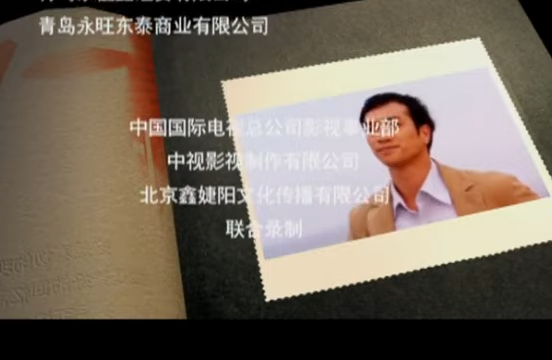 青岛永旺东泰商业有限公司
中国国际电视总公司影视事业部
中视影视制作有限公司
北京鑫婕阳文化传播有限公司
联合录制